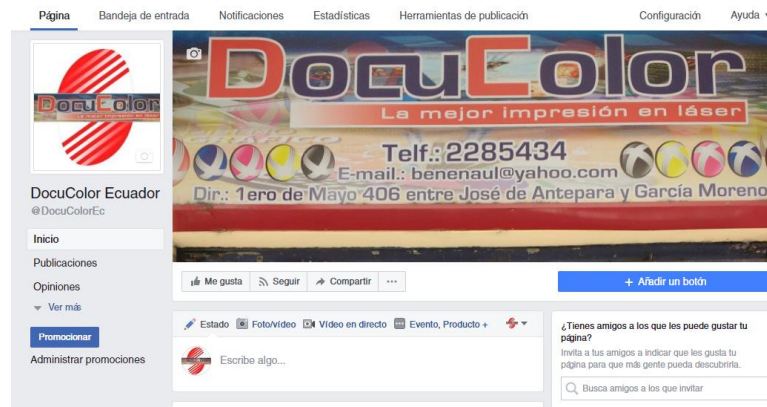 Página Bandeja de entrada Notificaciones Estadísticas Herramientas de publicación Configuración Ayuda
DocuColor
La mejor impresión en láser
Telf.: 2285434
E-mail.: benenaul@yahoo.com
Dir.: 1ero de Mayo 406 entre José de Antepara y García Moreno
DocuColor
DocuColor Ecuador
@DocuColorEc
Inicio
Publicaciones
Opiniones
Ver más
Promocionar
Administrar promociones
Me gusta Seguir Compartir ...
+ Añadir un botón
Estado Foto/vídeo Vídeo en directo Evento, Producto +
Escribe algo...
¿Tienes amigos a los que les puede gustar tu
página?
Invita a tus amigos a indicar que les gusta tu
página para que más gente pueda descubrirla.
Busca amigos a los que invitar